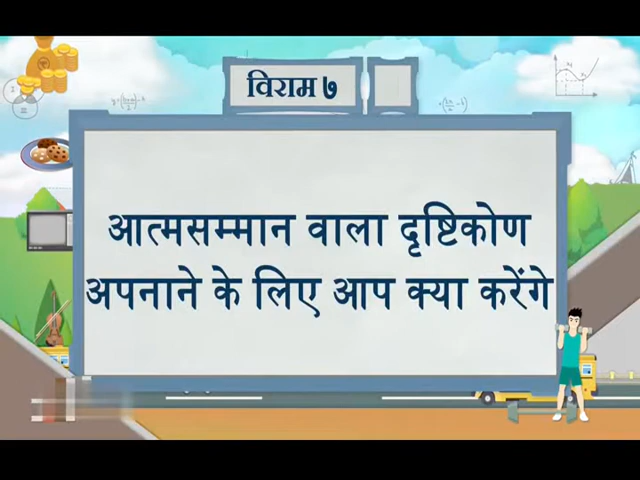 विराम ७
आत्मसम्मान वाला दृष्टिकोण
अपनाने के लिए आप क्या करेंगे